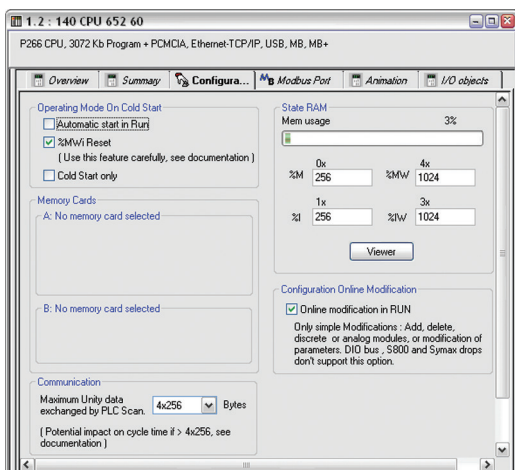 1.2 : 140 CPU 652 60
P266 CPU, 3072 Kb Program + PCMCIA, Ethernet-TCP/IP, USB, MB, MB+
Overview
Summary
Configura...
MB Modbus Port
Animation
I/O objects
Operating Mode On Cold Start
Automatic start in Run
%MWi Reset
( Use this feature carefully, see documentation )
Cold Start only
Memory Cards
A: No memory card selected
B: No memory card selected
Communication
Maximum Unity data
exchanged by PLC Scan.
4x256
Bytes
( Potential impact on cycle time if > 4x256, see
documentation )
State RAM
Mem usage 3%
0x 4x
%M 256 %MW 1024
1x 3x
%I 256 %IW 1024
Viewer
Configuration Online Modification
Online modification in RUN
Only simple Modifications : Add, delete,
discrete or analog modules, or modification of
parameters. DIO bus , S800 and Symax drops
don't support this option.